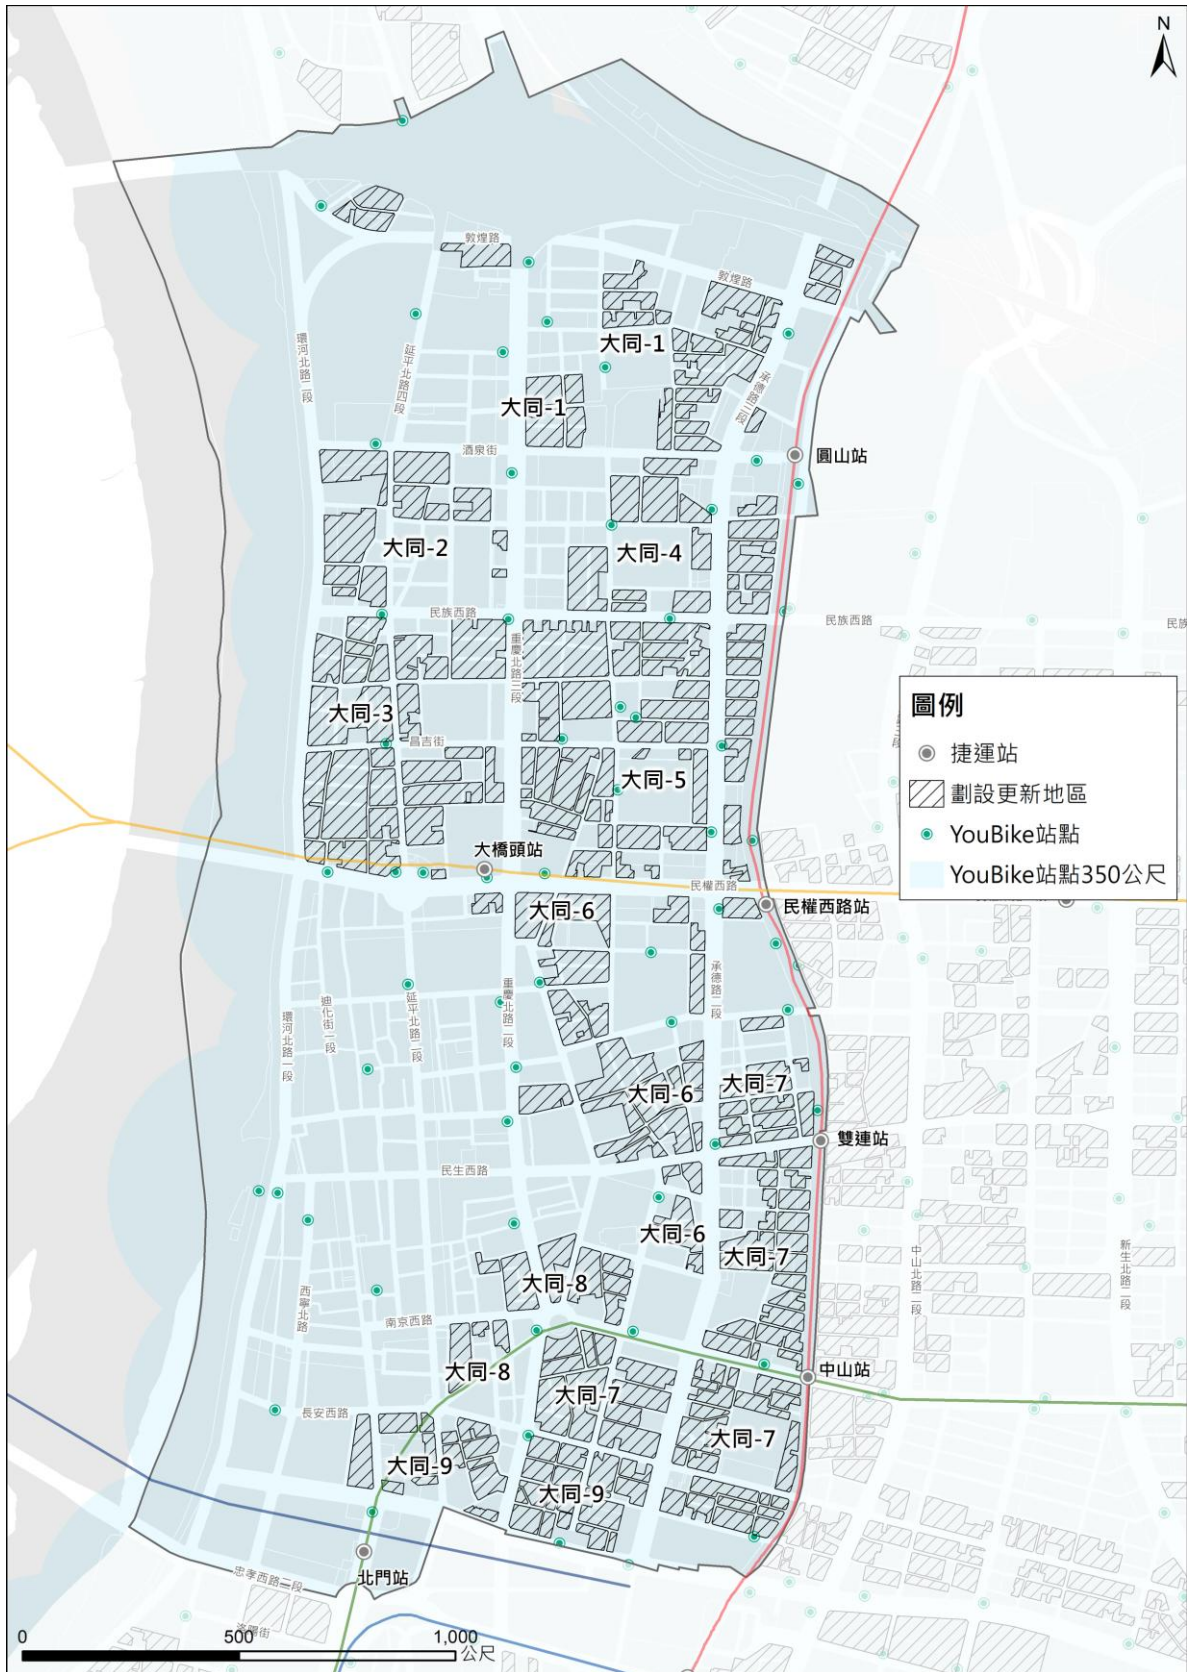 N
敦煌路
敦煌路
大同-1
環河北路二段
延平北路四段
承德路二段
大同-1
酒泉街
圓山站
大同-2
大同-4
民族西路
民族西路
民族
重慶北路三段
圖例
捷運站
劃設更新地區
YouBike站點
YouBike站點350公尺
大同-3
昌吉街
大同-5
大橋頭站
民權西路
民權西路站
大同-6
承德路二段
重慶北路二段
延平北路二段
迪化街一段
環河北路一段
大同-6
大同-7
雙連站
民生西路
大同-6
大同-7
中山北路二段
新生北路二段
大同-8
西寧北路
南京西路
大同-8
中山站
大同-7
長安西路
大同-7
大同-9
大同-9
北門站
忠孝西路二段
洛陽街
0
500
1,000
公尺